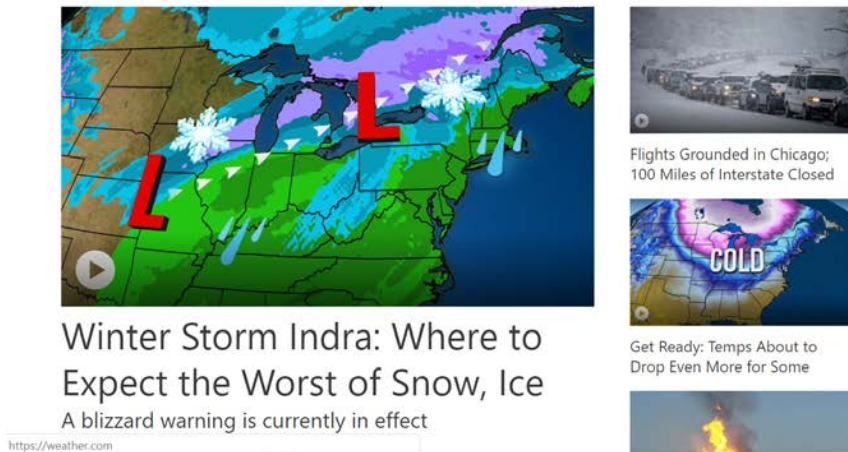 L
L
Winter Storm Indra: Where to
Expect the Worst of Snow, Ice
A blizzard warning is currently in effect
https://weather.com
Flights Grounded in Chicago;
100 Miles of Interstate Closed
COLD
Get Ready: Temps About to
Drop Even More for Some